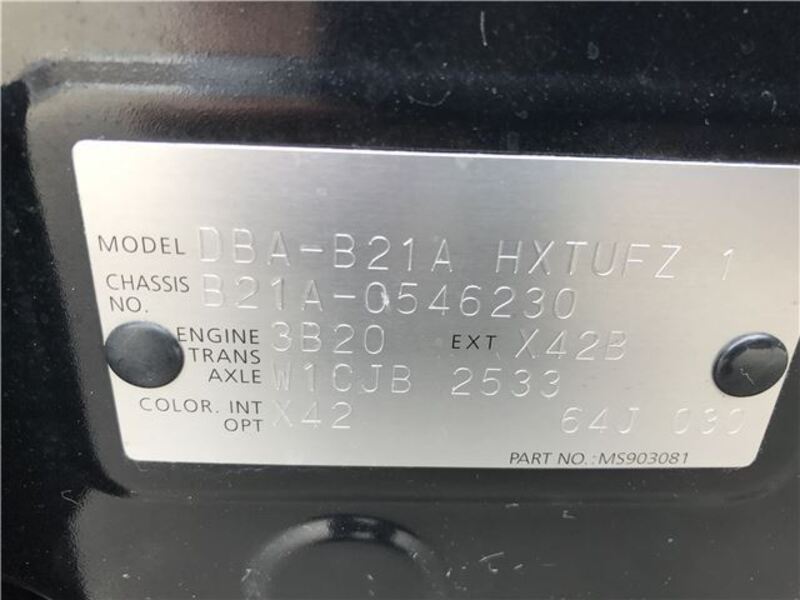 MODEL DBA-B21A HXTUFZ 1
CHASSIS NO. B21A-0546230
ENGINE 3B20 EXT X42B
TRANS AXLE W1CJB 2533
COLOR. INT OPT X42 64J 030
PART NO.:MS903081